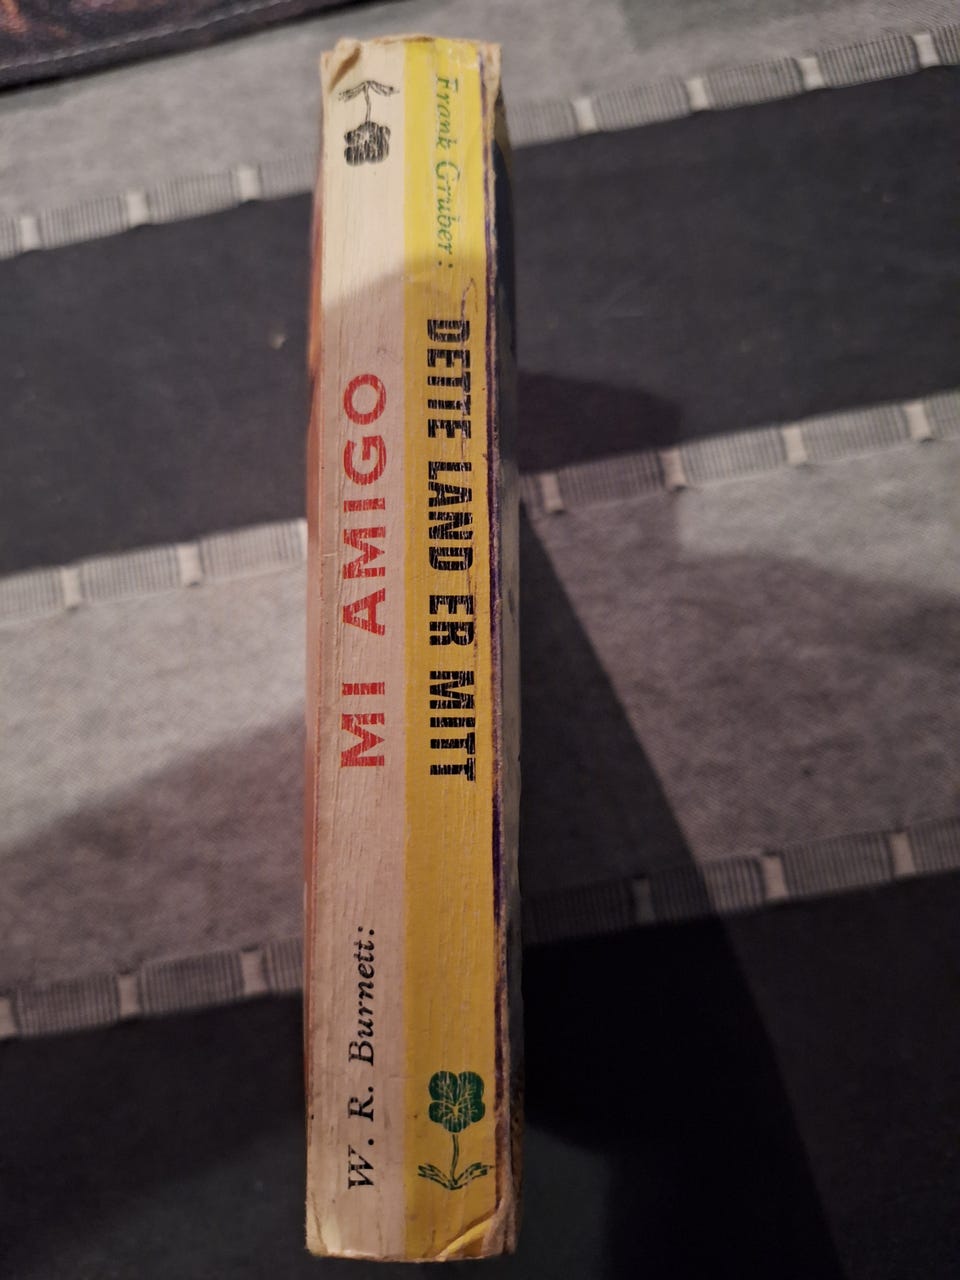 W. R. Burnett: MI AMIGO
Frank Gruber: DETTE LAND ER MITT